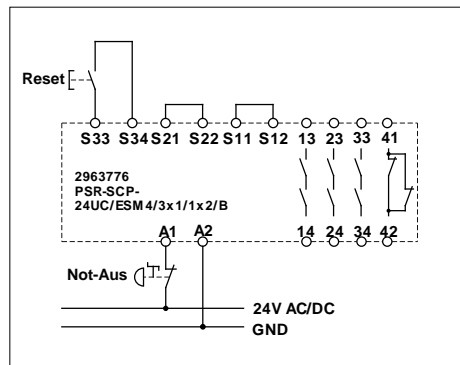 Reset
S33 S34 S21 S22 S11 S12 13 23 33 41
2963776
PSR-SCP-
24UC/ESM4/3x1/1x2/B
A1 A2 14 24 34 42
Not-Aus
24V AC/DC
GND